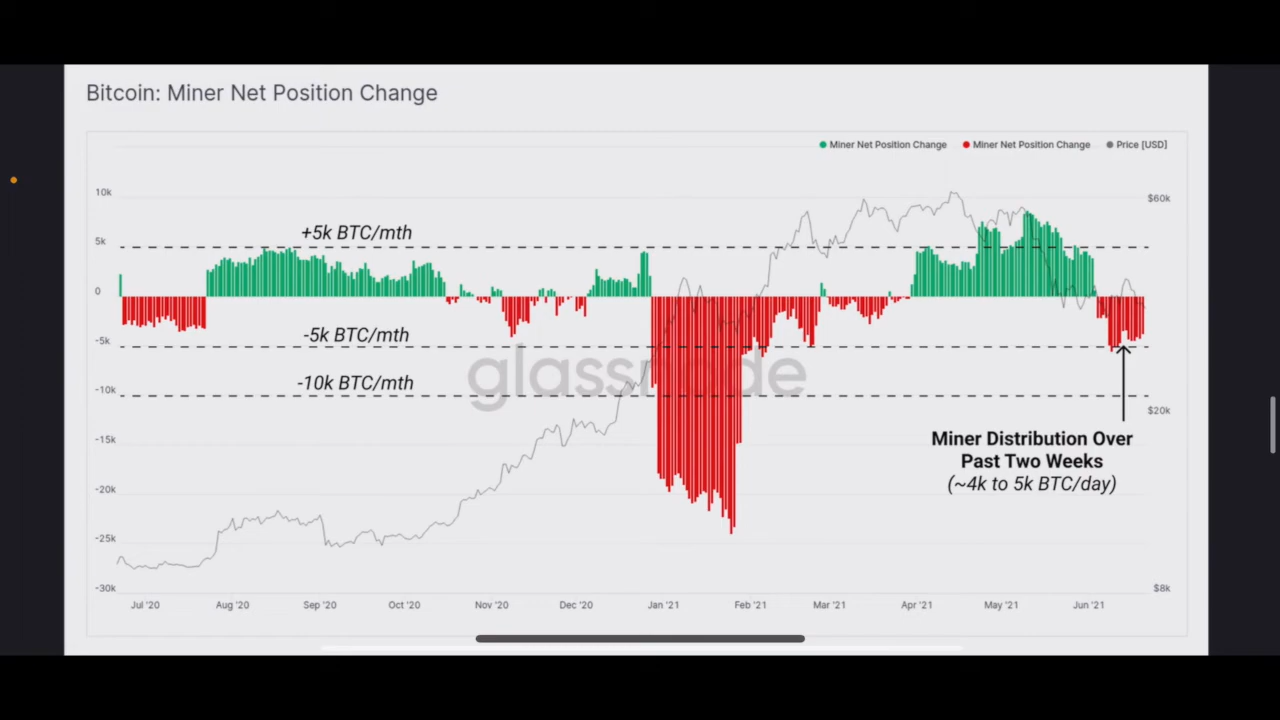 Bitcoin: Miner Net Position Change
Miner Net Position Change Miner Net Position Change Price [USD]
10k
$60k
+5k BTC/mth
5k
0
-5k BTC/mth
-5k
glassnode
-10k BTC/mth
-10k
$20k
-15k
Miner Distribution Over
Past Two Weeks
(~4k to 5k BTC/day)
-20k
-25k
-30k
$8k
Jul '20 Aug '20 Sep '20 Oct '20 Nov '20 Dec '20 Jan '21 Feb '21 Mar '21 Apr '21 May '21 Jun '21